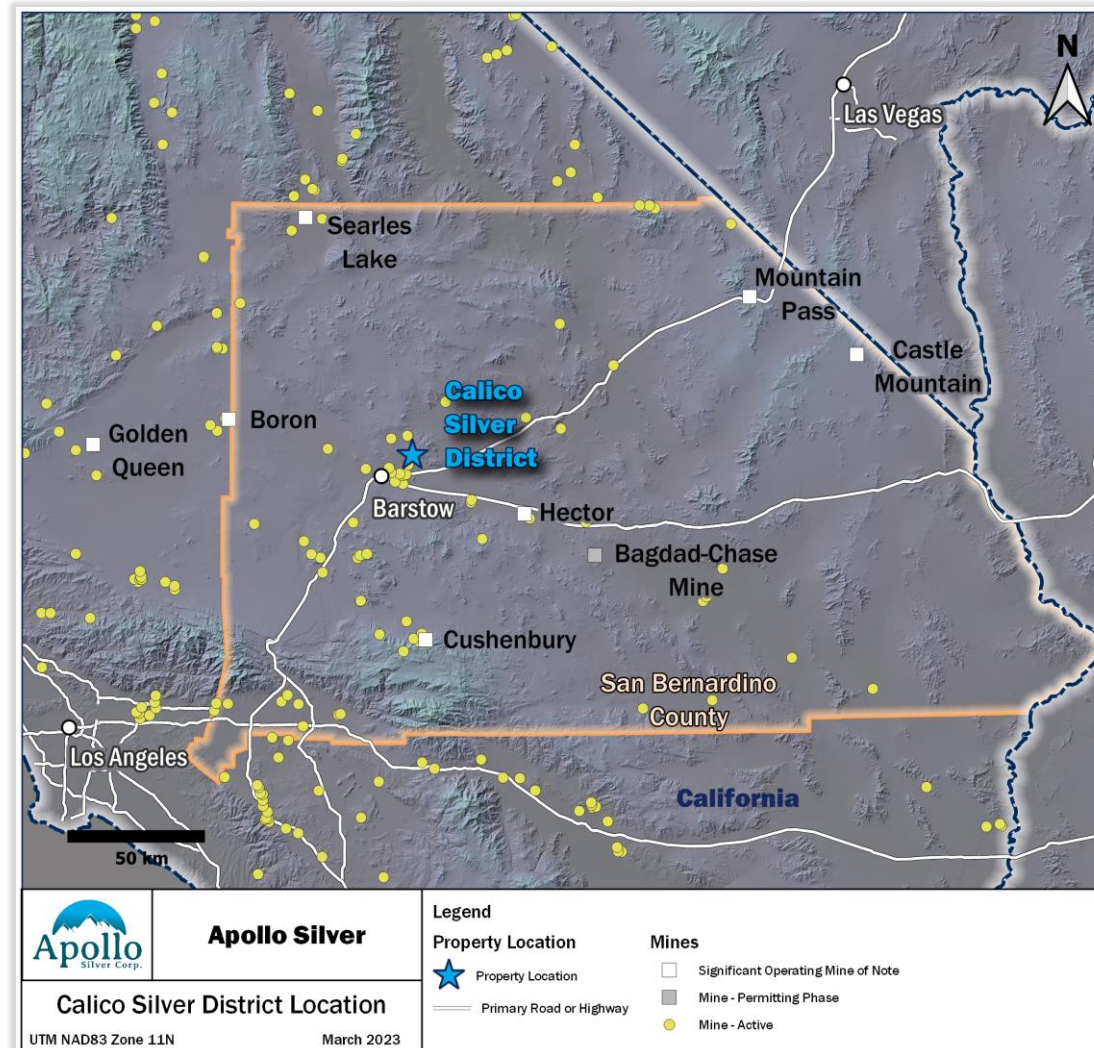 N
Las Vegas
Searles
Lake
Mountain
Pass
Castle
Mountain
Calico
Silver
District
Golden
Queen
Boron
Barstow
Hector
Bagdad-Chase
Mine
Cushenbury
San Bernardino
County
Los Angeles
California
50 km
Apollo
Silver Corp.
Apollo Silver
Calico Silver District Location
UTM NAD83 Zone 11N
March 2023
Legend
Property Location
Property Location
Primary Road or Highway
Mines
Significant Operating Mine of Note
Mine - Permitting Phase
Mine - Active